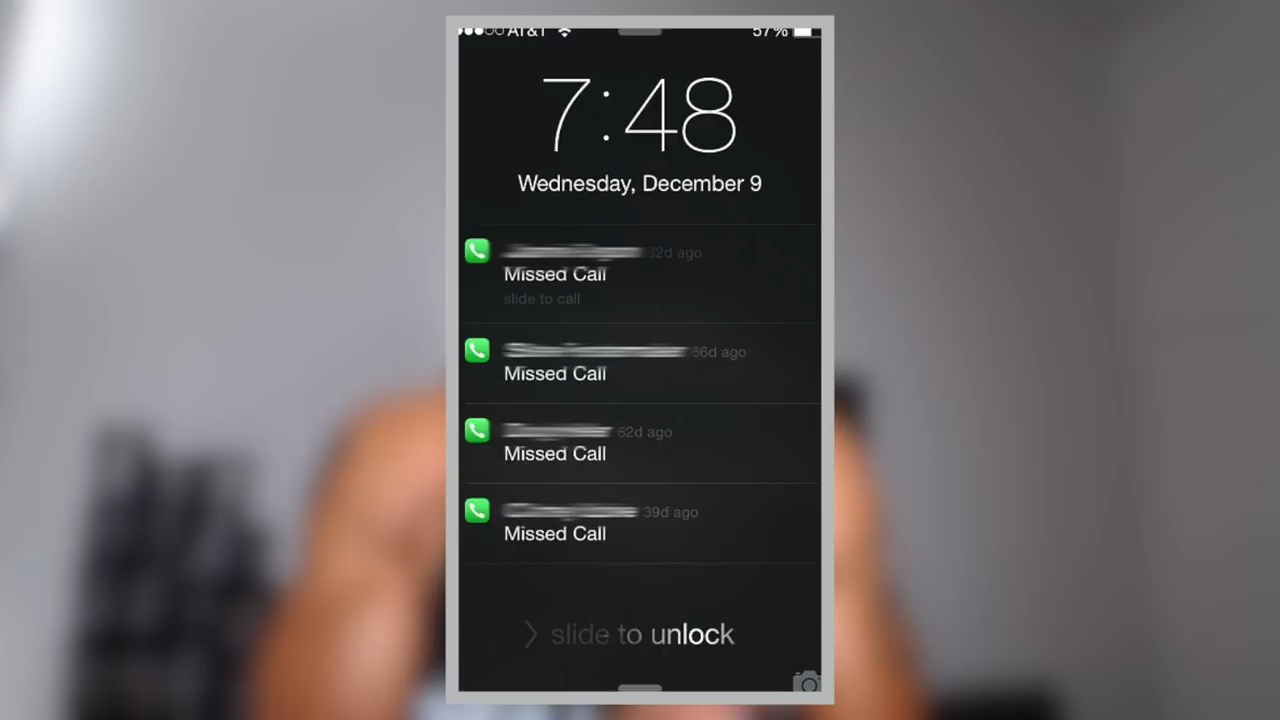 AT&T 57%
7:48
Wednesday, December 9
32d ago
Missed Call
slide to call
66d ago
Missed Call
62d ago
Missed Call
39d ago
Missed Call
slide to unlock